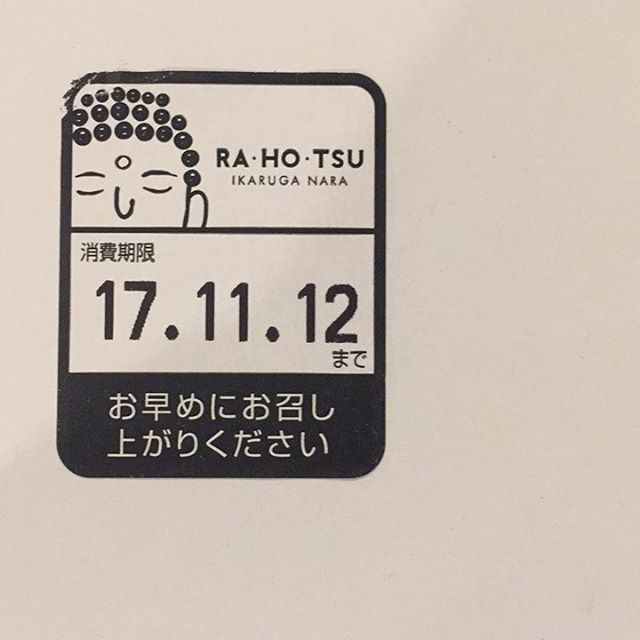 RA·HO·TSU
IKARUGA NARA
消費期限
17.11.12
まで
お早めにお召し
上がりください